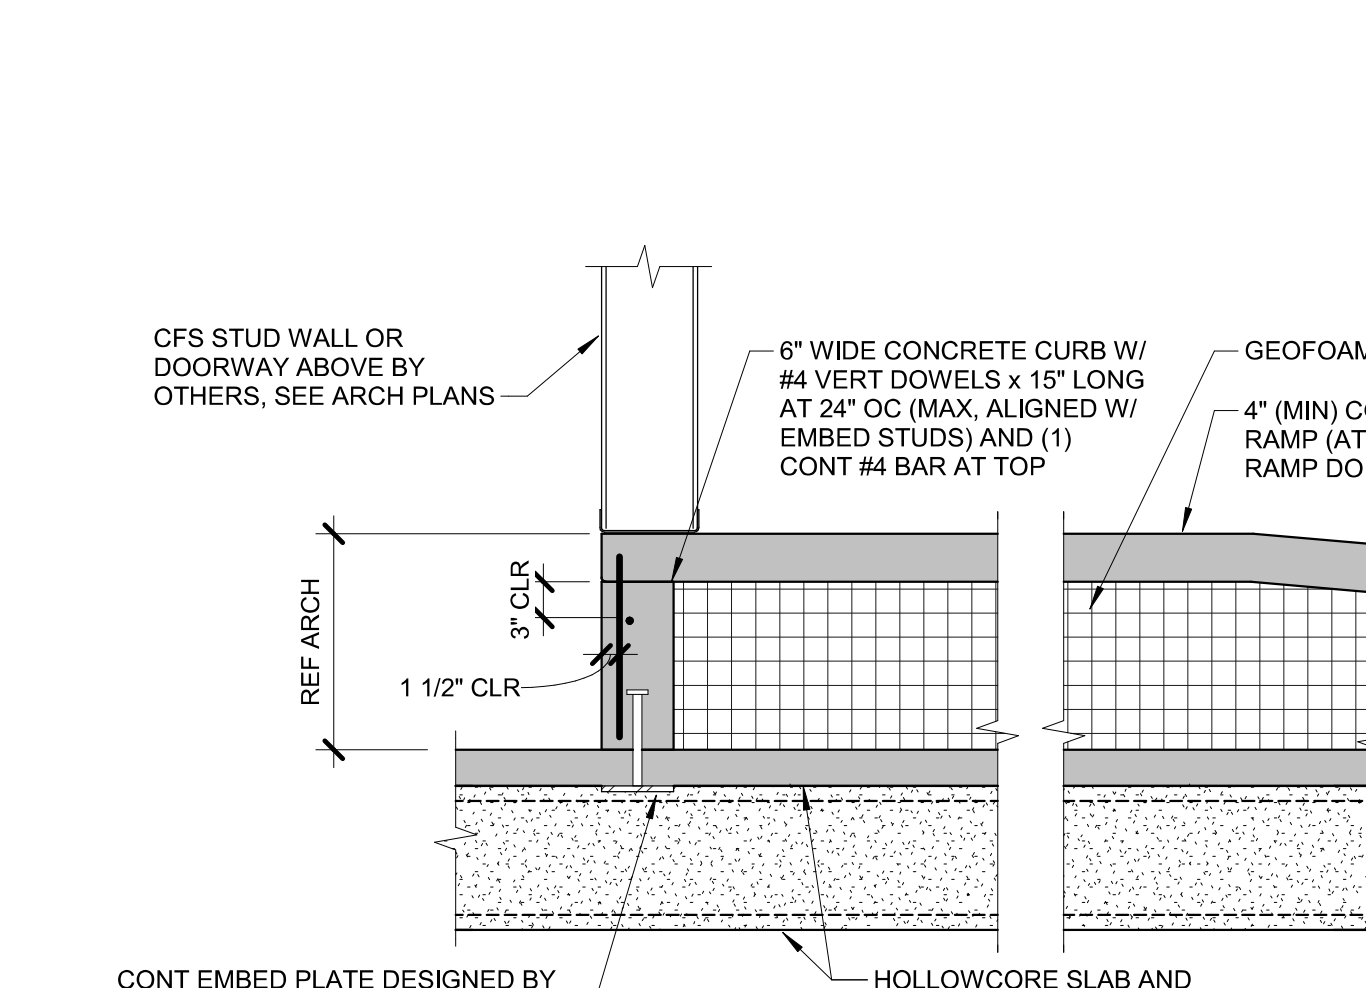 CFS STUD WALL OR
DOORWAY ABOVE BY
OTHERS, SEE ARCH PLANS
6" WIDE CONCRETE CURB W/
#4 VERT DOWELS x 15" LONG
AT 24" OC (MAX, ALIGNED W/
EMBED STUDS) AND (1)
CONT #4 BAR AT TOP
GEOFOAM
4" (MIN)
RAMP (AT
RAMP
REF ARCH
3" CLR
1 1/2" CLR
CONT EMBED PLATE DESIGNED BY
HOLLOWCORE SLAB AND